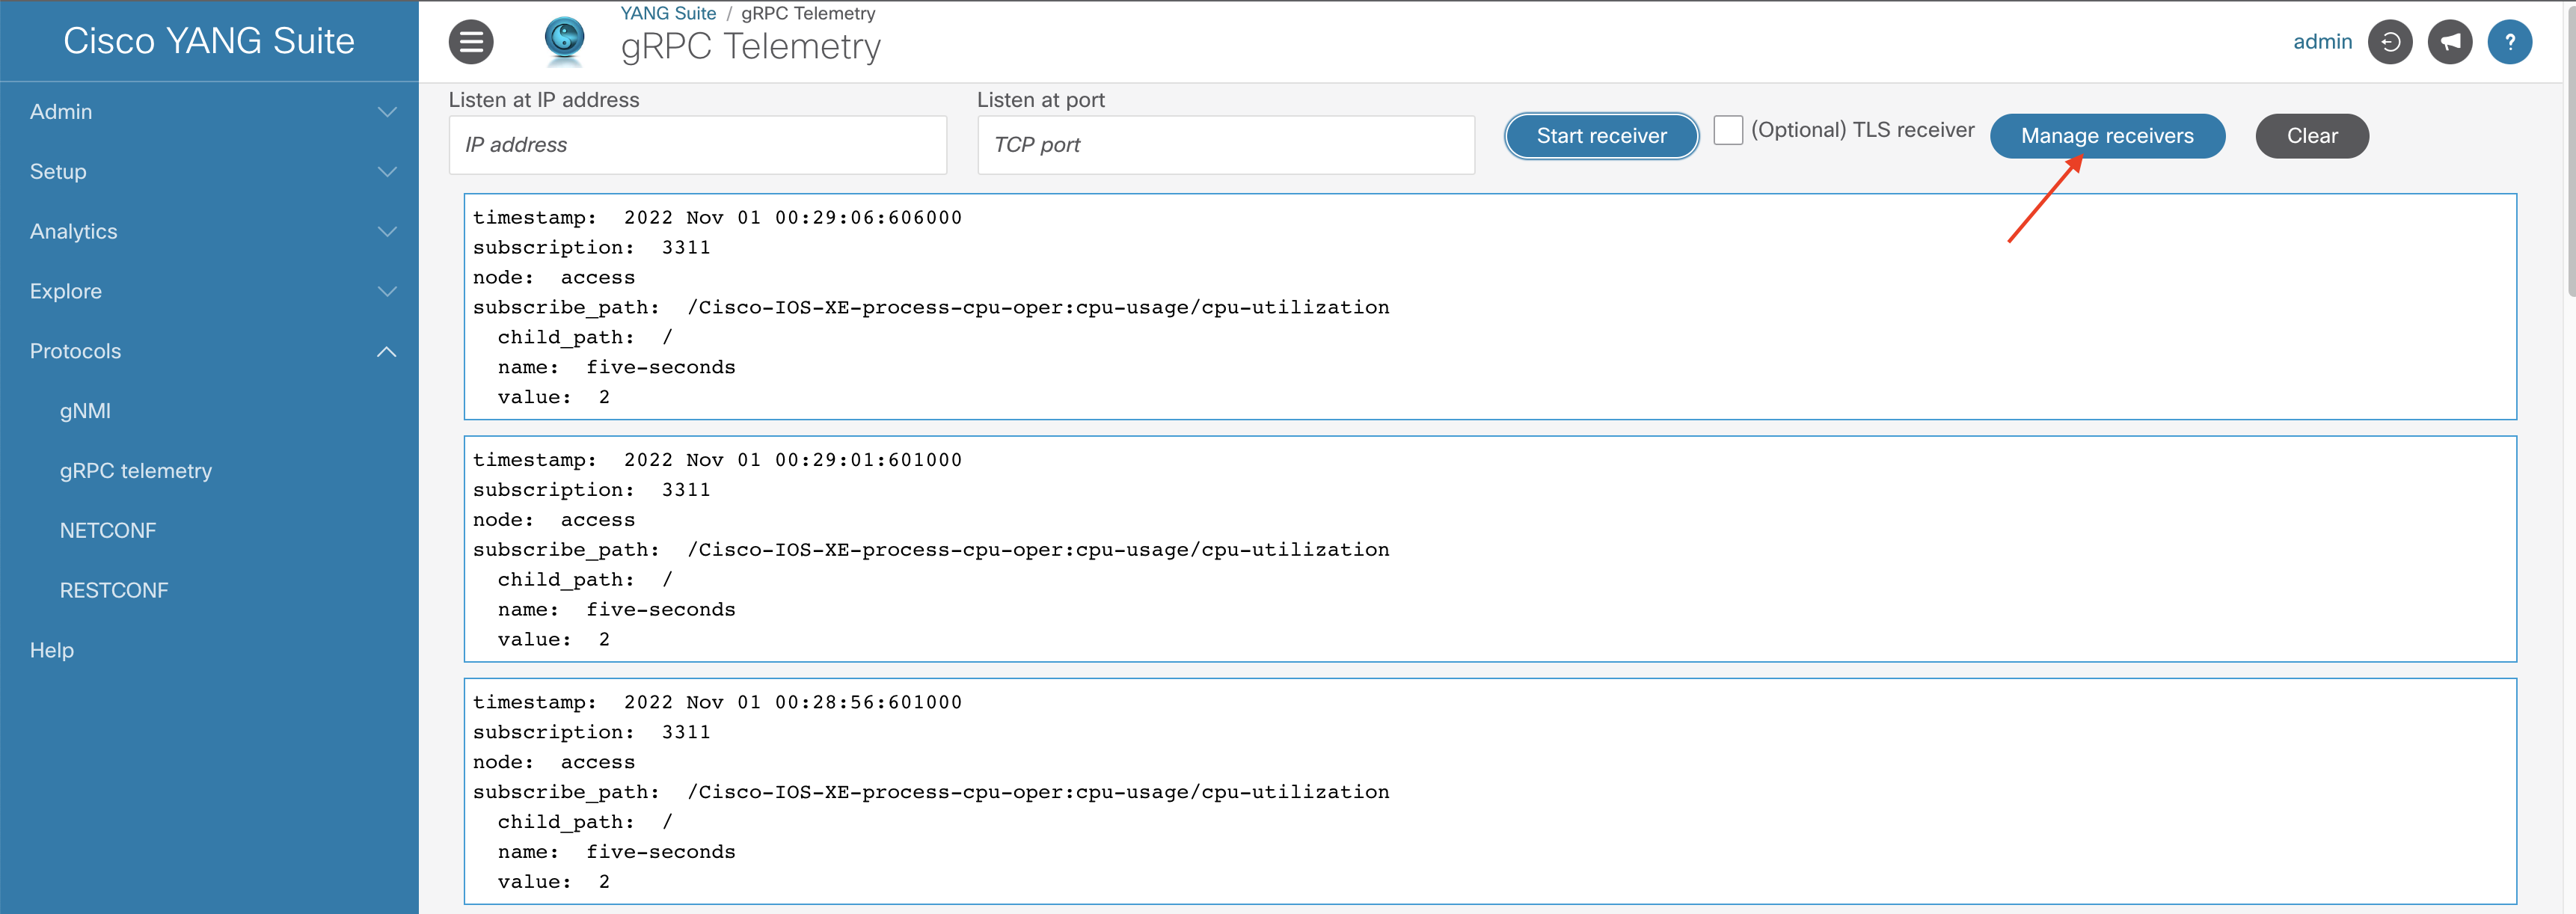 Cisco YANG Suite
Admin
Setup
Analytics
Explore
Protocols
gNMI
gRPC telemetry
NETCONF
RESTCONF
Help
YANG Suite / gRPC Telemetry
gRPC Telemetry
admin
?
Listen at IP address
IP address
Listen at port
TCP port
Start receiver
(Optional) TLS receiver
Manage receivers
Clear
timestamp:  2022 Nov 01 00:29:06:606000
subscription:  3311
node:  access
subscribe_path:  /Cisco-IOS-XE-process-cpu-oper:cpu-usage/cpu-utilization
child_path:  /
name:  five-seconds
value:  2
timestamp:  2022 Nov 01 00:29:01:601000
subscription:  3311
node:  access
subscribe_path:  /Cisco-IOS-XE-process-cpu-oper:cpu-usage/cpu-utilization
child_path:  /
name:  five-seconds
value:  2
timestamp:  2022 Nov 01 00:28:56:601000
subscription:  3311
node:  access
subscribe_path:  /Cisco-IOS-XE-process-cpu-oper:cpu-usage/cpu-utilization
child_path:  /
name:  five-seconds
value:  2